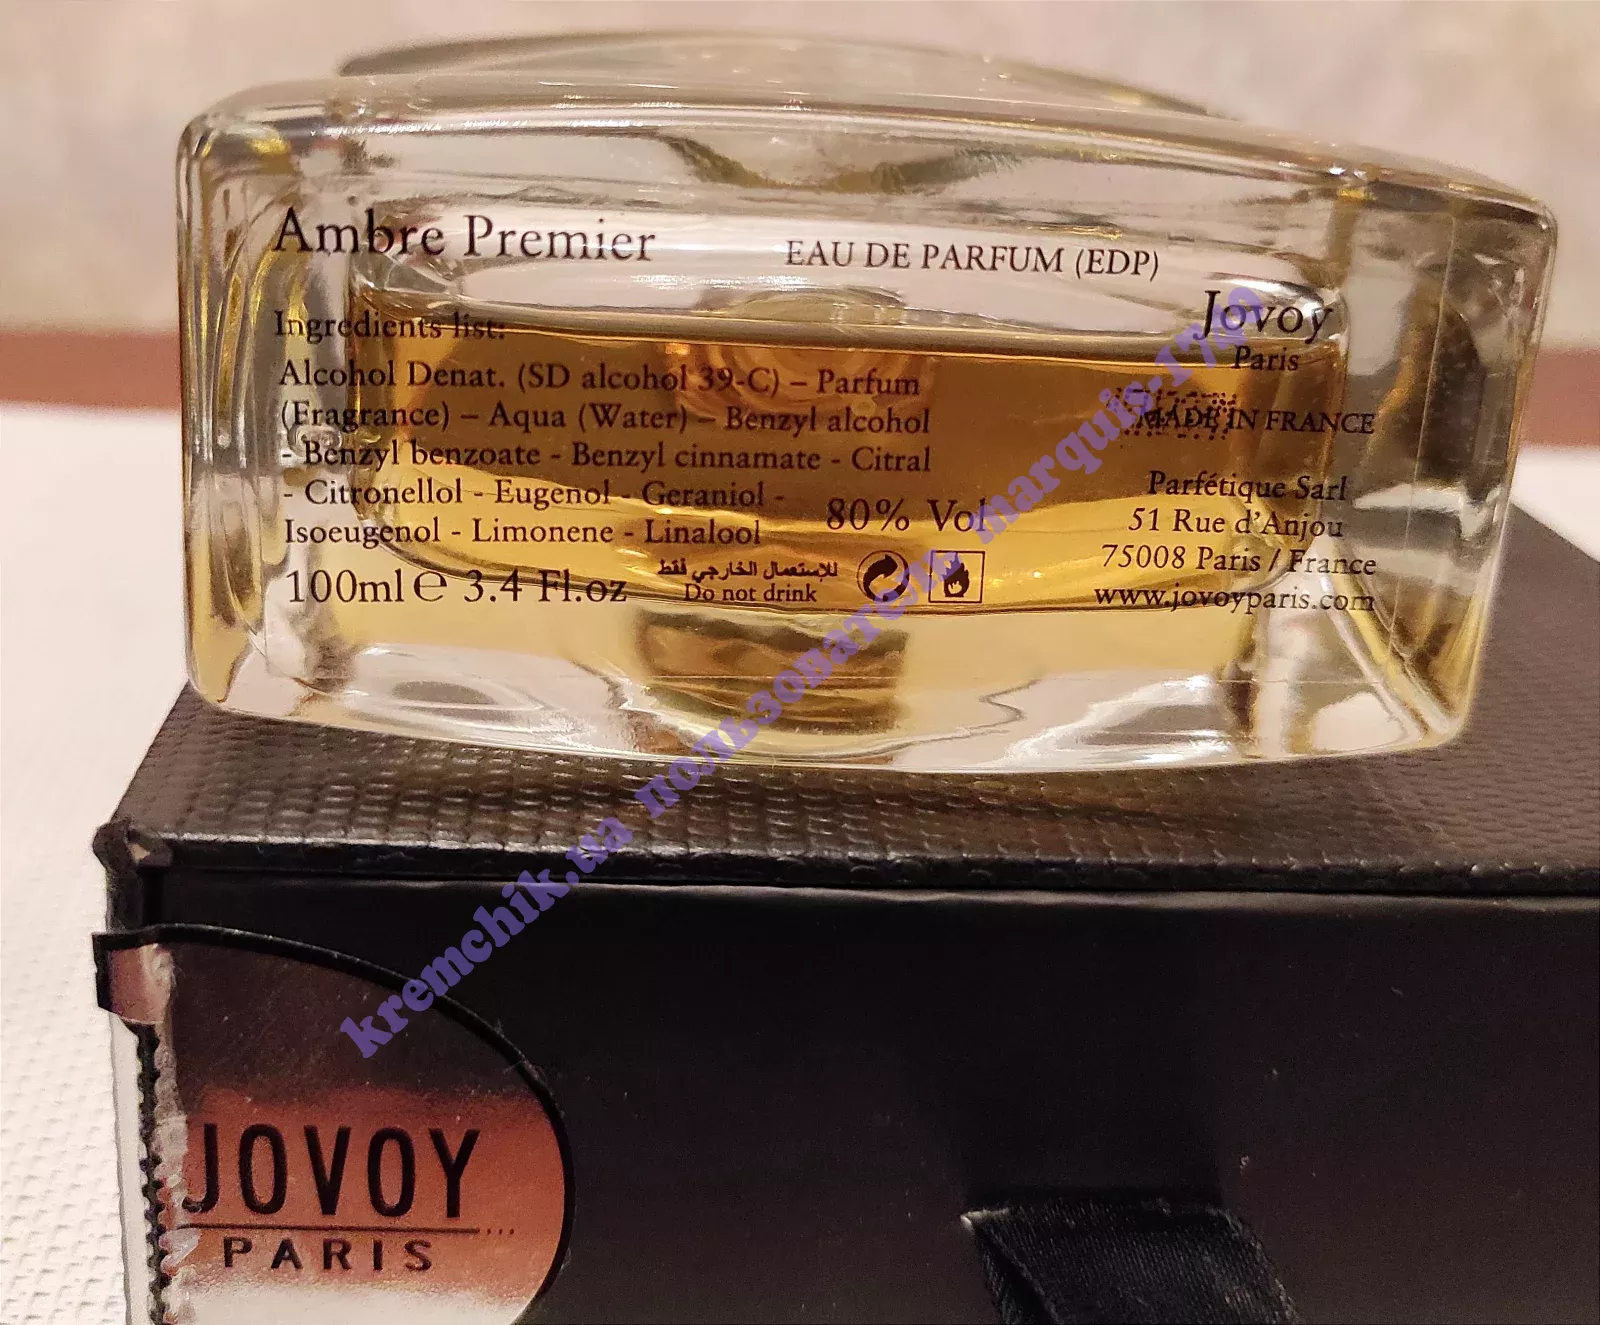 Ambre Premier
EAU DE PARFUM (EDP)
Ingredients list:
Alcohol Denat. (SD alcohol 39-C) – Parfum
(Fragrance) – Aqua (Water) – Benzyl alcohol
- Benzyl benzoate - Benzyl cinnamate - Citral
- Citronellol - Eugenol - Geraniol -
Isoeugenol - Limonene - Linalool
100ml e 3.4 Fl.oz
80% Vol
للإستعمال الخارجي فقط
Do not drink
Jovoy
Paris
MADE IN FRANCE
Parfétique Sarl
51 Rue d'Anjou
75008 Paris / France
www.jovoyparis.com
kremchik.ua пользователь marquis-1790
JOVOY
PARIS